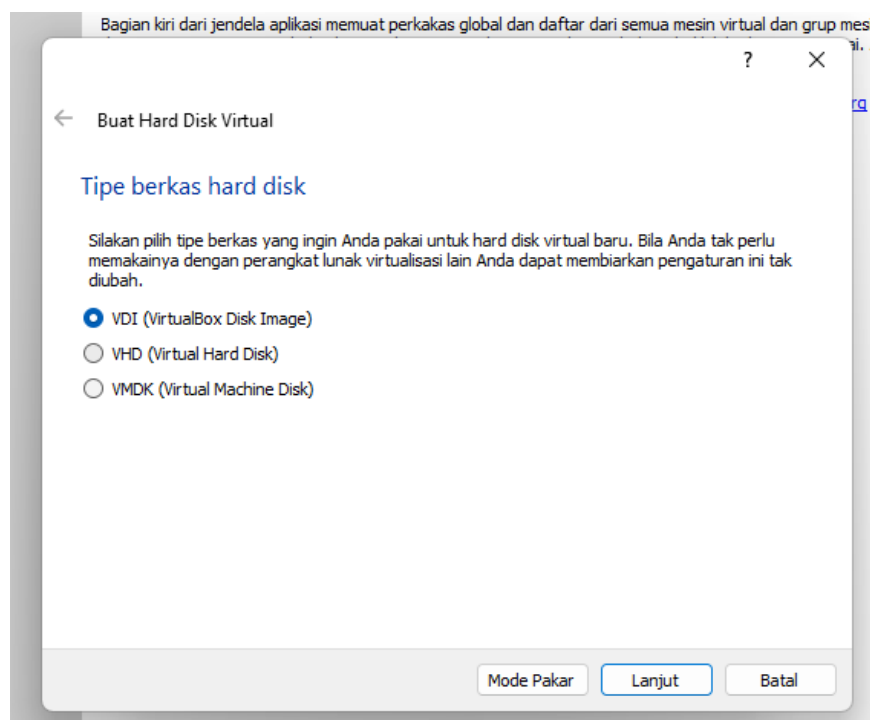 Bagian kiri dari jendela aplikasi memuat perkakas global dan daftar dari semua mesin virtual dan grup mes
ai.
?
rg
Buat Hard Disk Virtual
Tipe berkas hard disk
Silakan pilih tipe berkas yang ingin Anda pakai untuk hard disk virtual baru. Bila Anda tak perlu
memakainya dengan perangkat lunak virtualisasi lain Anda dapat membiarkan pengaturan ini tak
diubah.
VDI (VirtualBox Disk Image)
VHD (Virtual Hard Disk)
VMDK (Virtual Machine Disk)
Mode Pakar Lanjut Batal